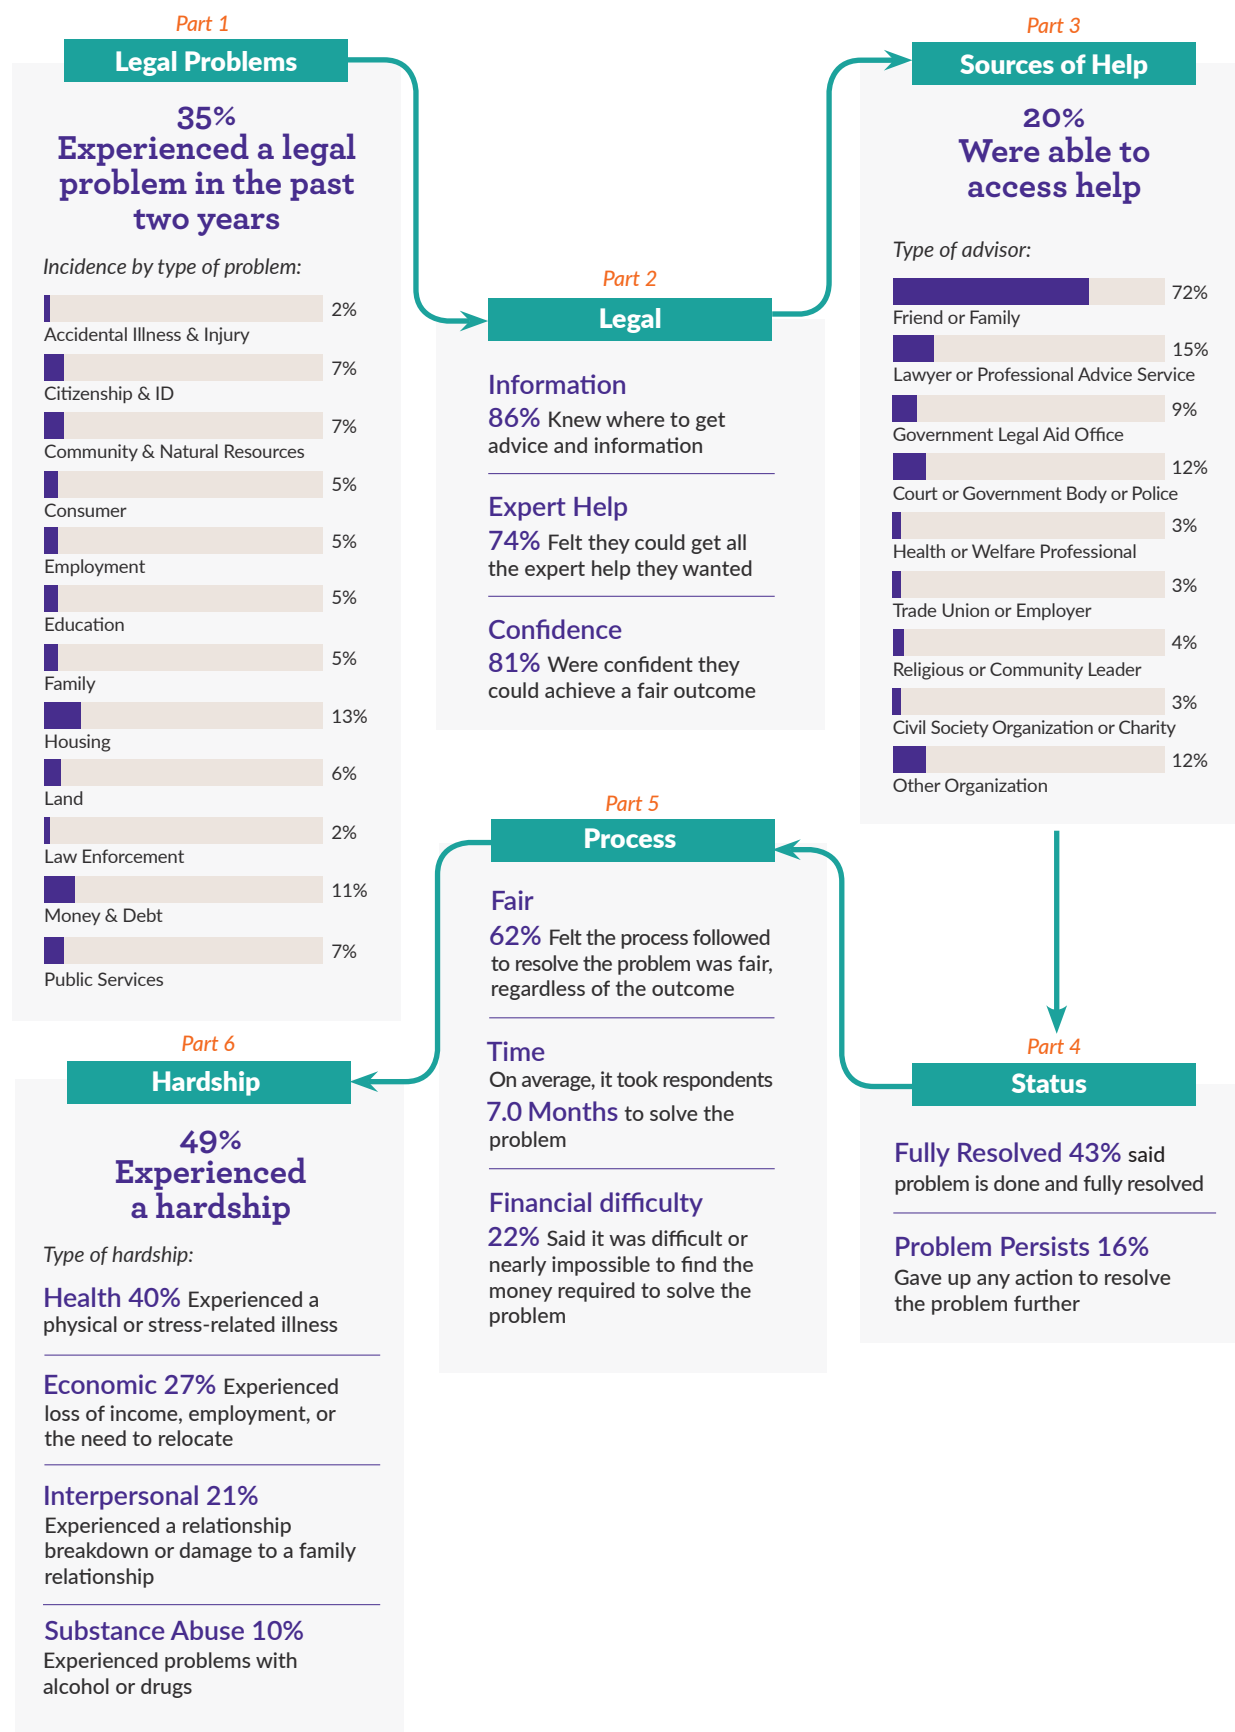 Part 1
Legal Problems
35%
Experienced a legal
problem in the past
two years
Incidence by type of problem:
2%
Accidental Illness & Injury
7%
Citizenship & ID
7%
Community & Natural Resources
5%
Consumer
5%
Employment
5%
Education
5%
Family
13%
Housing
6%
Land
2%
Law Enforcement
11%
Money & Debt
7%
Public Services
Part 2
Legal
Information
86% Knew where to get
advice and information
Expert Help
74% Felt they could get all
the expert help they wanted
Confidence
81% Were confident they
could achieve a fair outcome
Part 3
Sources of Help
20%
Were able to
access help
Type of advisor:
72%
Friend or Family
15%
Lawyer or Professional Advice Service
9%
Government Legal Aid Office
12%
Court or Government Body or Police
3%
Health or Welfare Professional
3%
Trade Union or Employer
4%
Religious or Community Leader
3%
Civil Society Organization or Charity
12%
Other Organization
Part 4
Status
Fully Resolved 43% said
problem is done and fully resolved
Problem Persists 16%
Gave up any action to resolve
the problem further
Part 5
Process
Fair
62% Felt the process followed
to resolve the problem was fair,
regardless of the outcome
Time
On average, it took respondents
7.0 Months to solve the
problem
Financial difficulty
22% Said it was difficult or
nearly impossible to find the
money required to solve the
problem
Part 6
Hardship
49%
Experienced
a hardship
Type of hardship:
Health 40% Experienced a
physical or stress-related illness
Economic 27% Experienced
loss of income, employment, or
the need to relocate
Interpersonal 21%
Experienced a relationship
breakdown or damage to a family
relationship
Substance Abuse 10%
Experienced problems with
alcohol or drugs